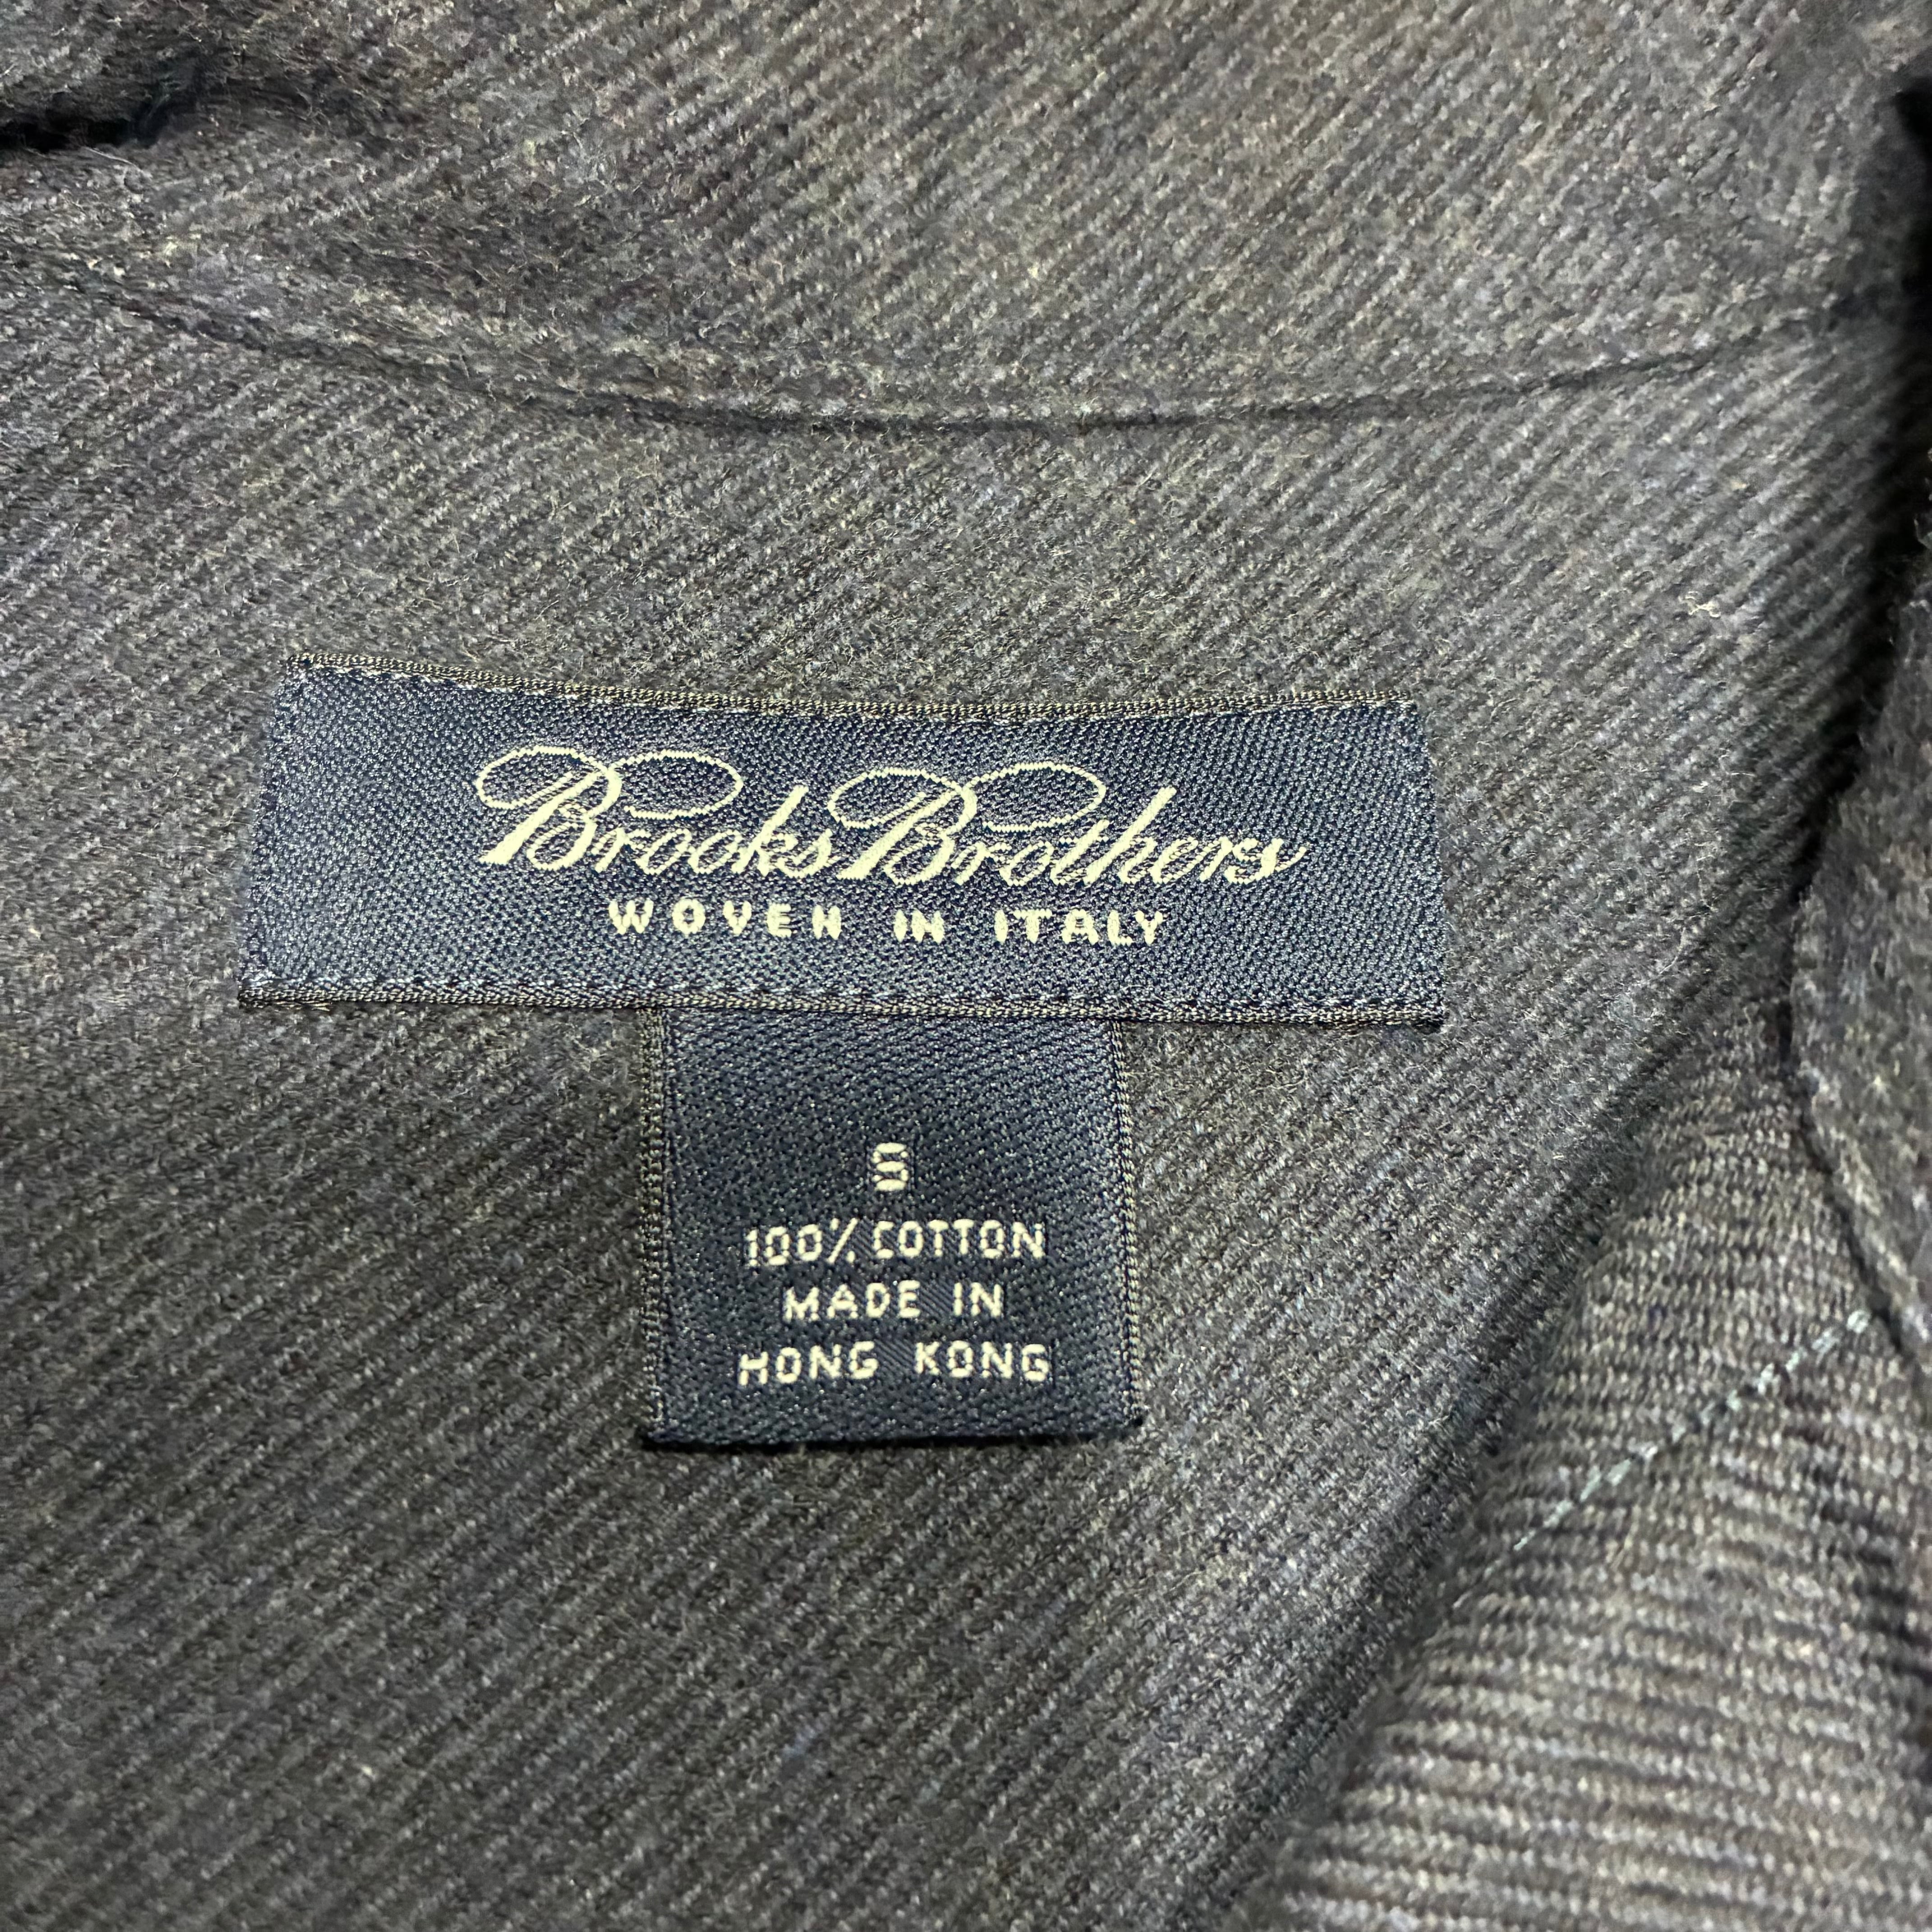 Brooks Brothers
WOVEN IN ITALY
S
100% COTTON
MADE IN
HONG KONG